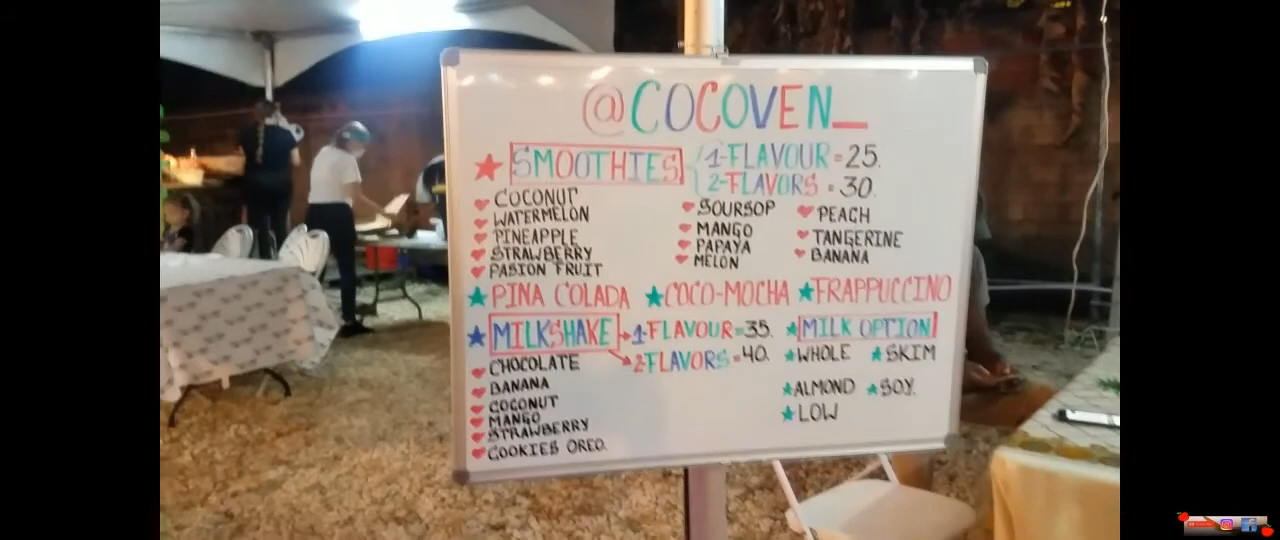 @COCOVEN_
SMOOTHIES 1-FLAVOUR = 25.
2-FLAVORS = 30.
COCONUT
WATERMELON
PINEAPPLE
STRAWBERRY
PASION FRUIT
SOURSOP
MANGO
PAPAYA
MELON
PEACH
TANGERINE
BANANA
PINA COLADA COCO-MOCHA FRAPPUCCINO
MILKSHAKE 1-FLAVOUR=35.
2 FLAVORS=40.
CHOCOLATE
BANANA
COCONUT
MANGO
STRAWBERRY
COOKIES OREO.
MILK OPTION
WHOLE SKIM
ALMOND SOY.
LOW